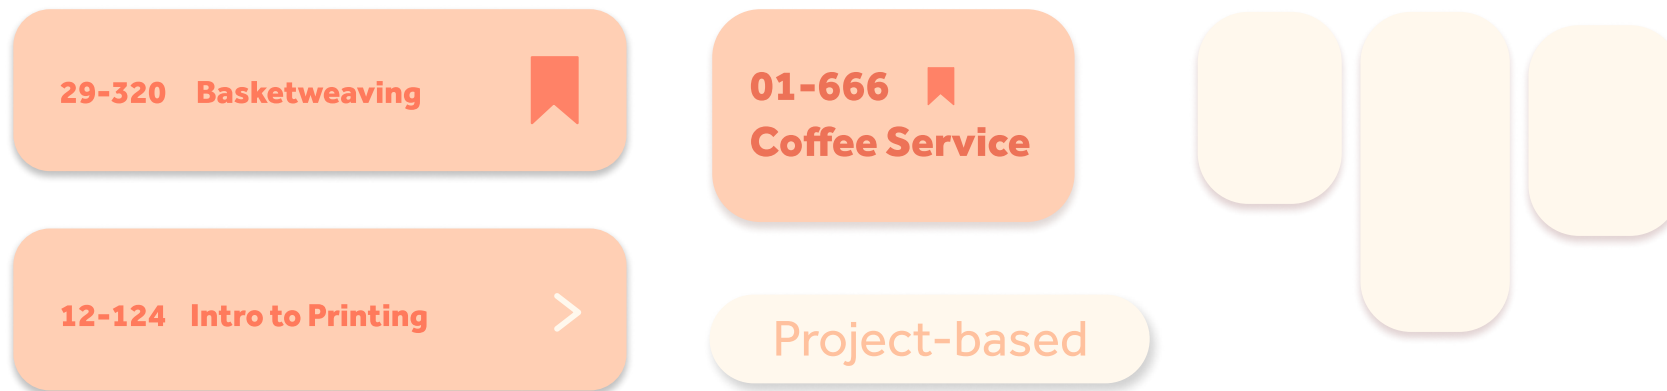 29-320 Basketweaving
12-124 Intro to Printing
01-666
Coffee Service
Project-based